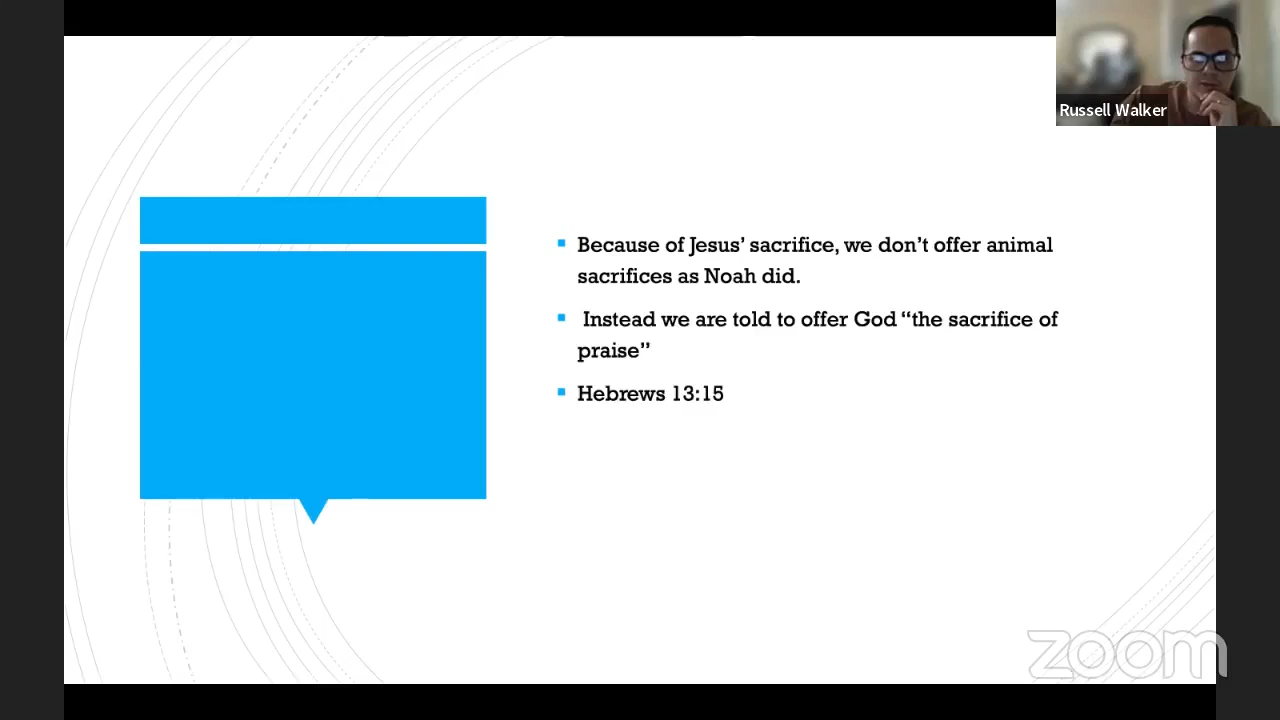 Russell Walker
Because of Jesus’ sacrifice, we don’t offer animal
sacrifices as Noah did.
Instead we are told to offer God “the sacrifice of
praise”
Hebrews 13:15
zoom